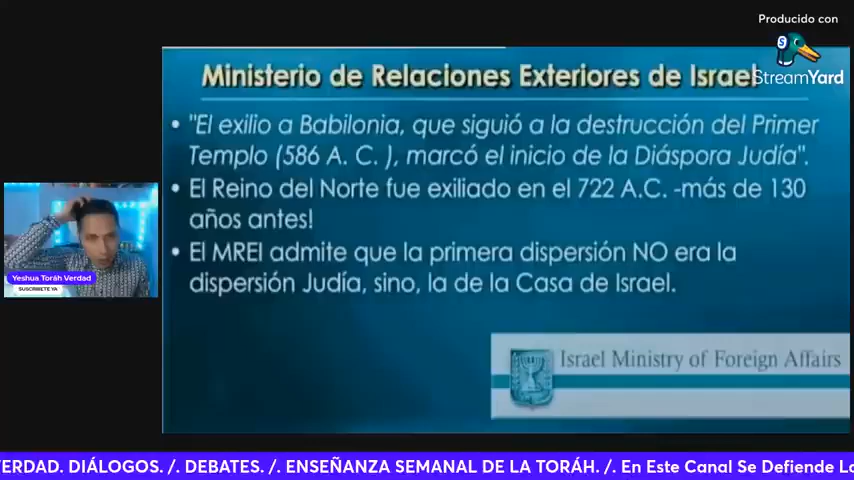 Producido con
StreamYard
Ministerio de Relaciones Exteriores de Israel
• "El exilio a Babilonia, que siguió a la destrucción del Primer
Templo (586 A. C. ), marcó el inicio de la Diáspora Judía".
• El Reino del Norte fue exiliado en el 722 A.C. -más de 130
años antes!
• El MREI admite que la primera dispersión NO era la
dispersión Judía, sino, la de la Casa de Israel.
Israel Ministry of Foreign Affairs
Yeshua Toráh Verdad
SUSCRIBETE YA
VERDAD. DIÁLOGOS. /. DEBATES. /. ENSEÑANZA SEMANAL DE LA TORÁH. /. En Este Canal Se Defiende La